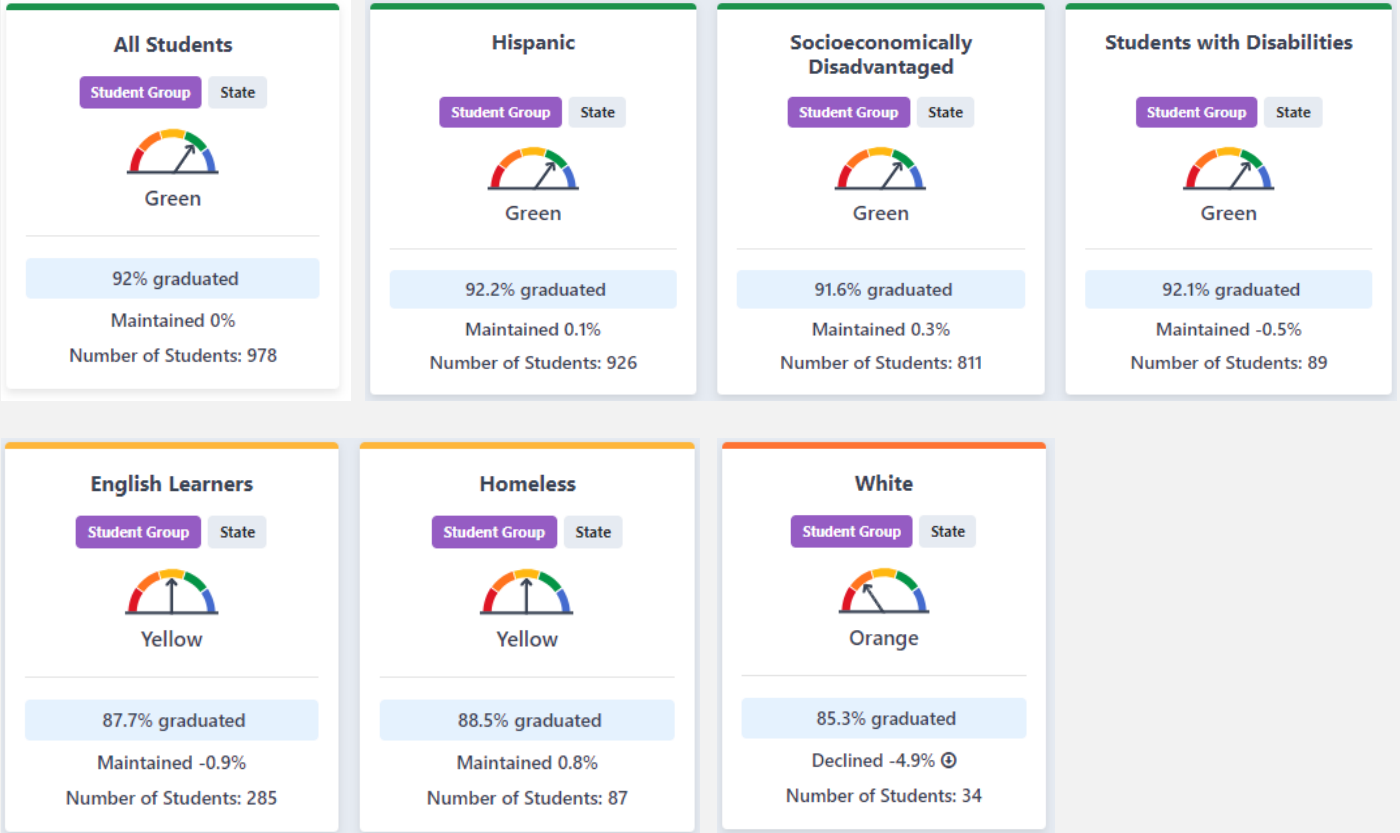 All Students
Student Group State
Green
92% graduated
Maintained 0%
Number of Students: 978
Hispanic
Student Group State
Green
92.2% graduated
Maintained 0.1%
Number of Students: 926
Socioeconomically
Disadvantaged
Student Group State
Green
91.6% graduated
Maintained 0.3%
Number of Students: 811
Students with Disabilities
Student Group State
Green
92.1% graduated
Maintained -0.5%
Number of Students: 89
English Learners
Student Group State
Yellow
87.7% graduated
Maintained -0.9%
Number of Students: 285
Homeless
Student Group State
Yellow
88.5% graduated
Maintained 0.8%
Number of Students: 87
White
Student Group State
Orange
85.3% graduated
Declined -4.9%
Number of Students: 34